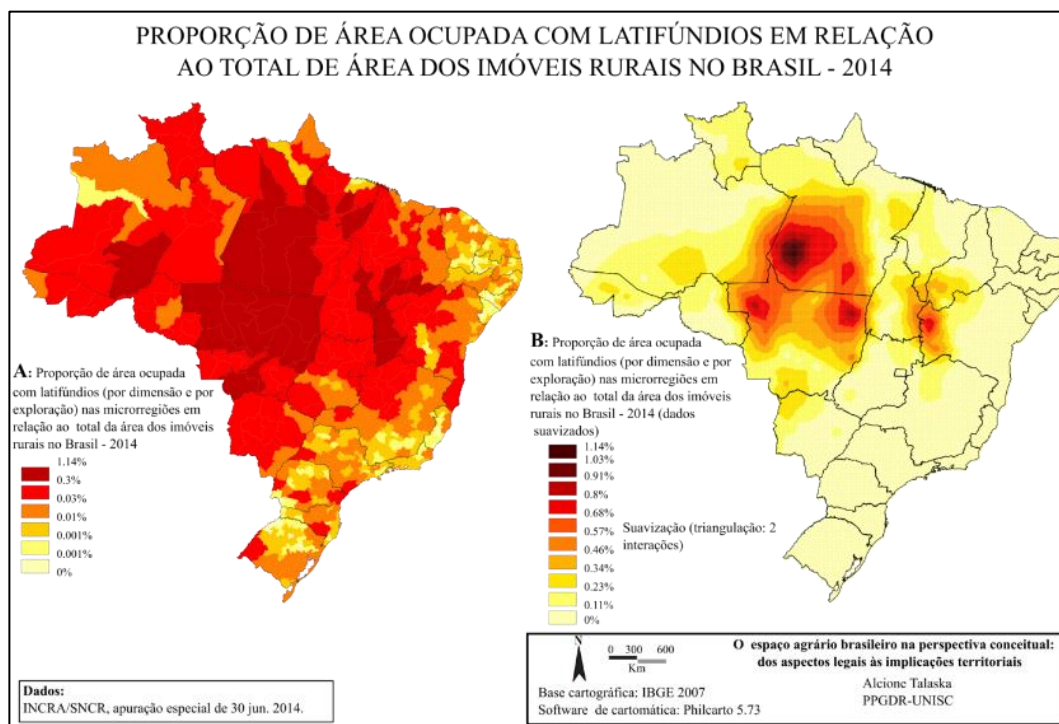 PROPORÇÃO DE ÁREA OCUPADA COM LATIFÚNDIOS EM RELAÇÃO
AO TOTAL DE ÁREA DOS IMÓVEIS RURAIS NO BRASIL - 2014
A: Proporção de área ocupada
com latifúndios (por dimensão e por
exploração) nas microrregiões em
relação ao total da área dos imóveis
rurais no Brasil - 2014
1.14%
0.3%
0.03%
0.01%
0.001%
0.001%
0%
B: Proporção de área ocupada
com latifúndios (por dimensão e por
exploração) nas microrregiões em
relação ao total da área dos imóveis
rurais no Brasil - 2014 (dados
suavizados)
1.14%
1.03%
0.91%
0.8%
0.68%
0.57%
0.46%
0.34%
0.23%
0.11%
0%
Suavização (triangulação: 2
interações)
Dados:
INCRA/SNCR, apuração especial de 30 jun. 2014.
N
0 300 600
Km
Base cartográfica: IBGE 2007
Software de cartomática: Philcarto 5.73
O espaço agrário brasileiro na perspectiva conceitual:
dos aspectos legais às implicações territoriais
Alcione Talaska
PPGDR-UNISC